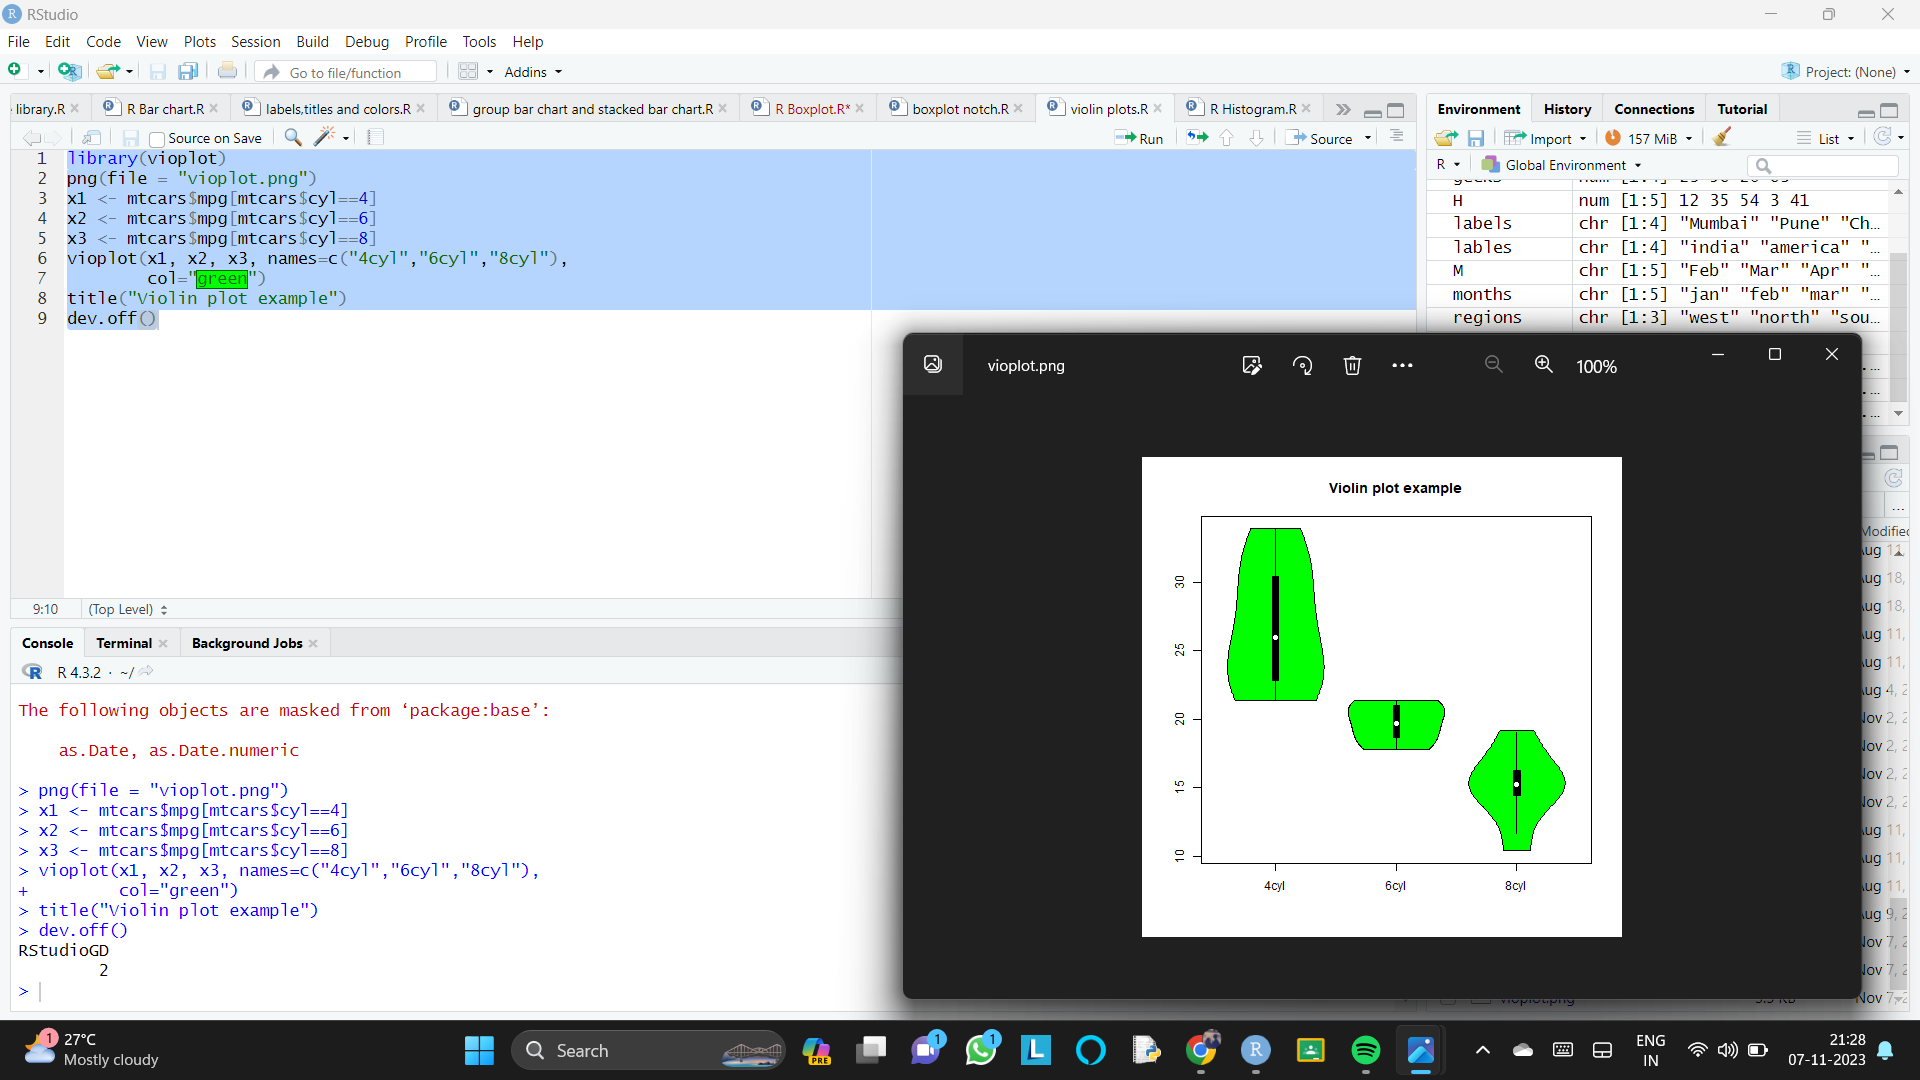 RStudio
File Edit Code View Plots Session Build Debug Profile Tools Help
Go to file/function Addins Project: (None)
library.R R Bar chart.R labels,titles and colors.R group bar chart and stacked bar chart.R R Boxplot.R* boxplot notch.R violin plots.R R Histogram.R
Source on Save Run Source
1 library(vioplot)
2 png(file = "vioplot.png")
3 x1 <- mtcars$mpg[mtcars$cyl==4]
4 x2 <- mtcars$mpg[mtcars$cyl==6]
5 x3 <- mtcars$mpg[mtcars$cyl==8]
6 vioplot(x1, x2, x3, names=c("4cyl","6cyl","8cyl"),
7 col="green")
8 title("Violin plot example")
9 dev.off()
9:10 (Top Level)
Environment History Connections Tutorial
Import 157 MiB List
R Global Environment
H num [1:5] 12 35 54 3 41
labels chr [1:4] "Mumbai" "Pune" "Ch…
lables chr [1:4] "india" "america" "…
M chr [1:5] "Feb" "Mar" "Apr" "…
months chr [1:5] "jan" "feb" "mar" "…
regions chr [1:3] "west" "north" "sou…
Console Terminal Background Jobs
R 4.3.2 · ~/
The following objects are masked from ‘package:base’:
as.Date, as.Date.numeric
> png(file = "vioplot.png")
> x1 <- mtcars$mpg[mtcars$cyl==4]
> x2 <- mtcars$mpg[mtcars$cyl==6]
> x3 <- mtcars$mpg[mtcars$cyl==8]
> vioplot(x1, x2, x3, names=c("4cyl","6cyl","8cyl"),
+ col="green")
> title("Violin plot example")
> dev.off()
RStudioGD
2
>
vioplot.png 100%
Violin plot example
30
25
20
15
10
4cyl 6cyl 8cyl
27°C
Mostly cloudy
Search
PRE
ENG
IN
21:28
07-11-2023